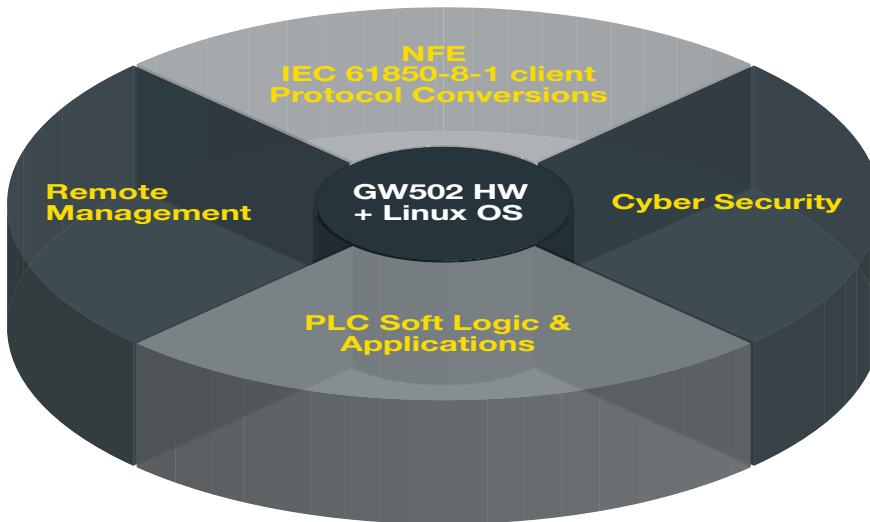 NFE
IEC 61850-8-1 client
Protocol Conversions
Remote
Management
GW502 HW
+ Linux OS
Cyber Security
PLC Soft Logic &
Applications